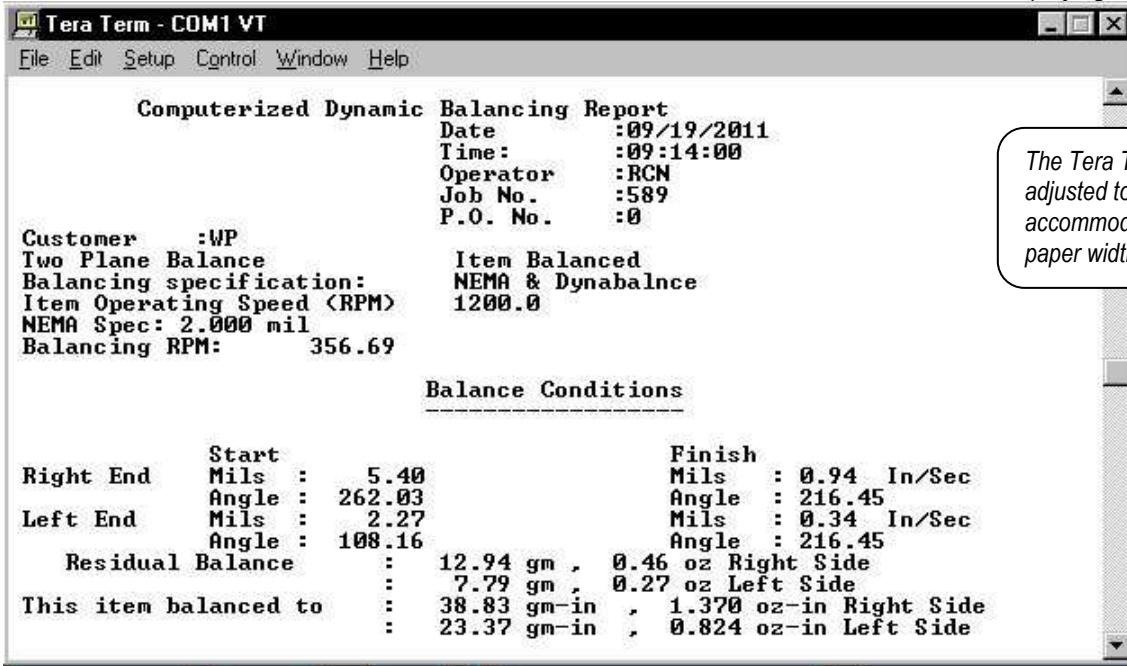 Tera Term - COM1 VT
File Edit Setup Control Window Help
Computerized Dynamic Balancing Report
Date :09/19/2011
Time: :09:14:00
Operator :RCN
Job No. :589
P.O. No. :0
Customer :WP
Two Plane Balance Item Balanced
Balancing specification: NEMA & Dynabalnce
Item Operating Speed (RPM) 1200.0
NEMA Spec: 2.000 mil
Balancing RPM: 356.69
Balance Conditions
Start Finish
Right End Mils : 5.40 Mils : 0.94 In/Sec
Angle : 262.03 Angle : 216.45
Left End Mils : 2.27 Mils : 0.34 In/Sec
Angle : 108.16 Angle : 216.45
Residual Balance : 12.94 gm , 0.46 oz Right Side
: 7.79 gm , 0.27 oz Left Side
This item balanced to : 38.83 gm-in , 1.370 oz-in Right Side
: 23.37 gm-in , 0.824 oz-in Left Side
The Tera
adjusted
paper